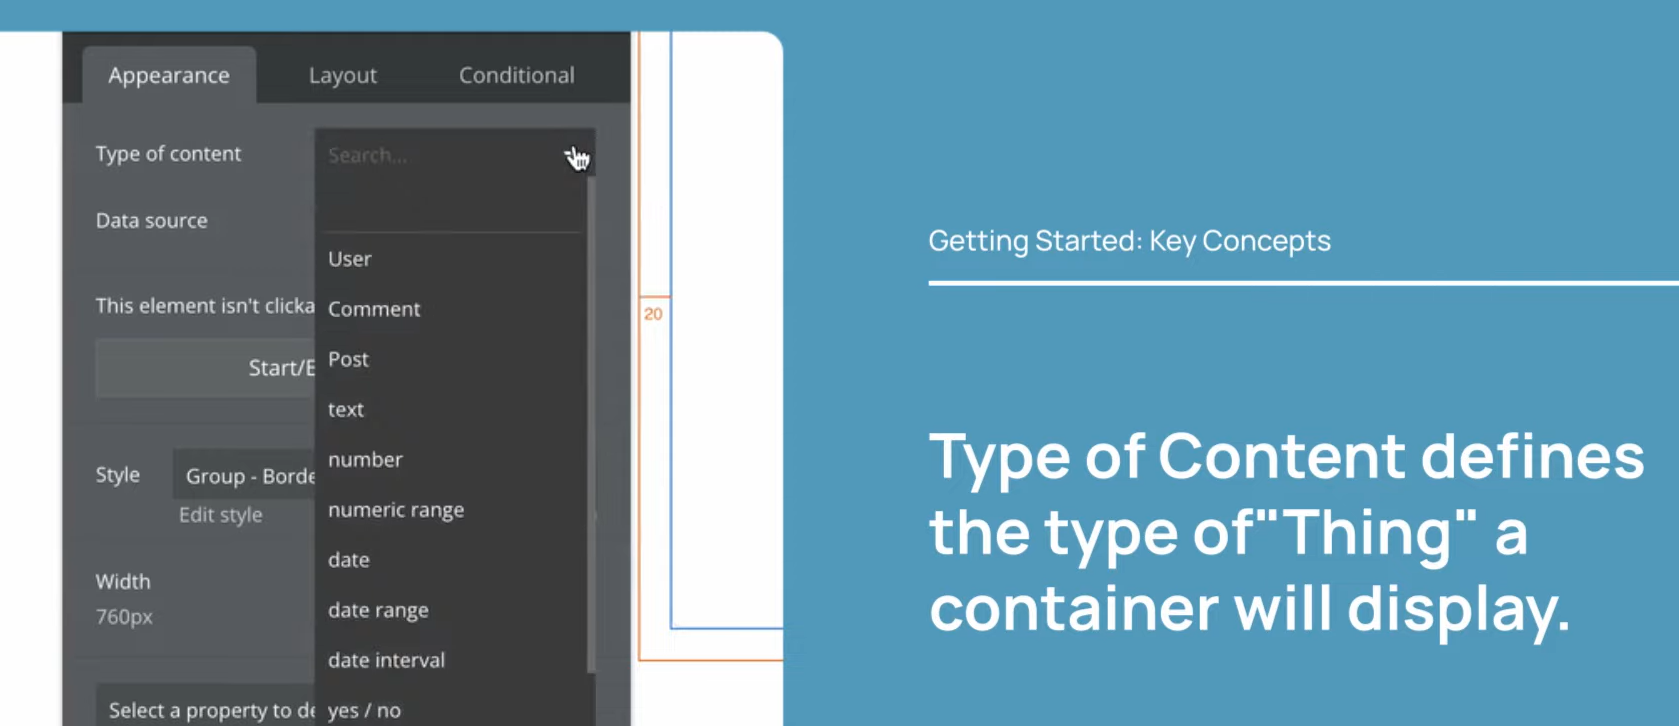 Appearance
Layout
Conditional
Type of content
Search...
Data source
User
This element isn't clicka
Comment
Post
Start/E
text
number
Style
Group - Borde
numeric range
Edit style
date
Width
date range
760px
date interval
Select a property to de
yes / no
20
Getting Started: Key Concepts
Type of Content defines
the type of"Thing" a
container will display.